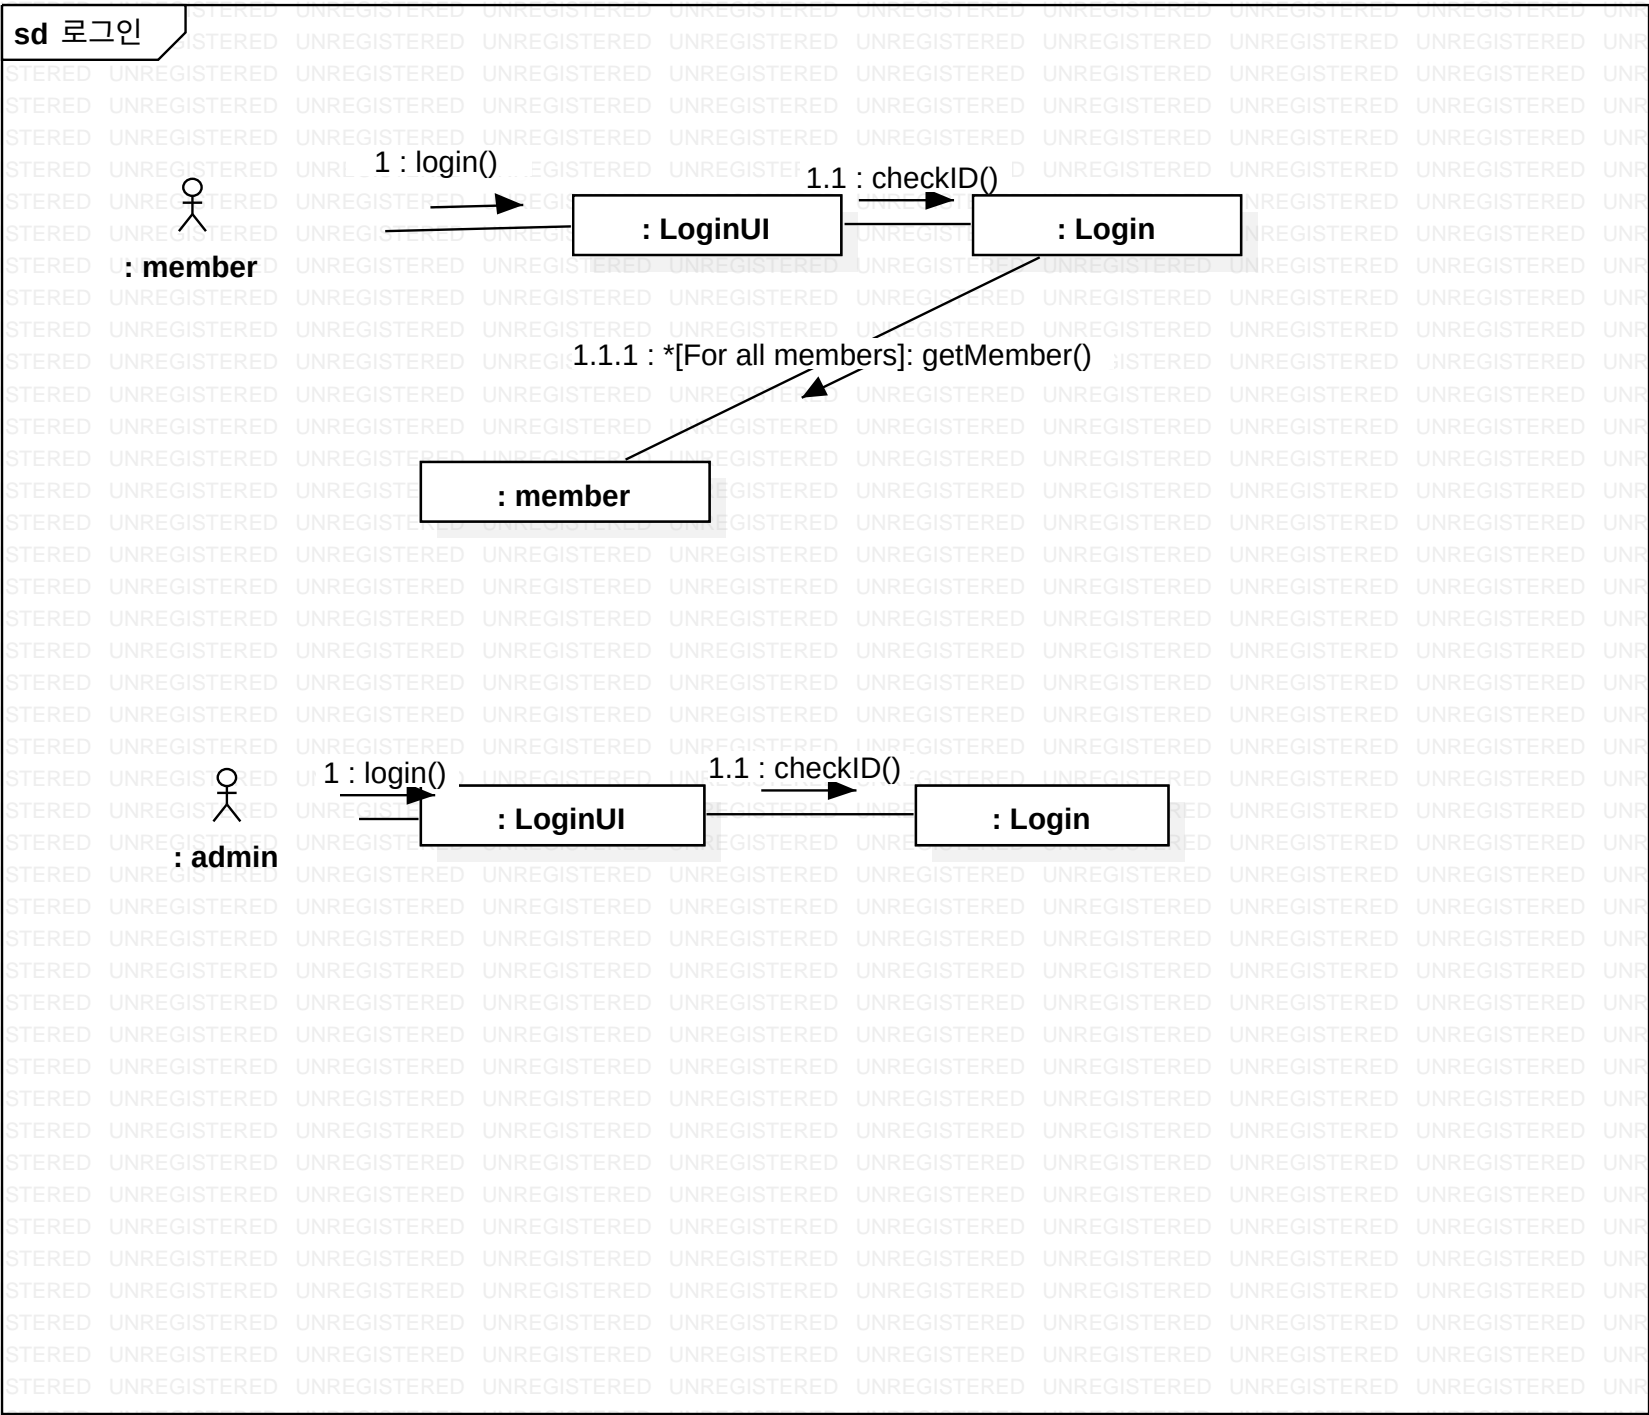 sd 로그인
1 : login()
1.1 : checkID()
: member
: LoginUI
: Login
1.1.1 : *[For all members]: getMember()
: member
1 : login()
1.1 : checkID()
: admin
: LoginUI
: Login
UNREGISTERED